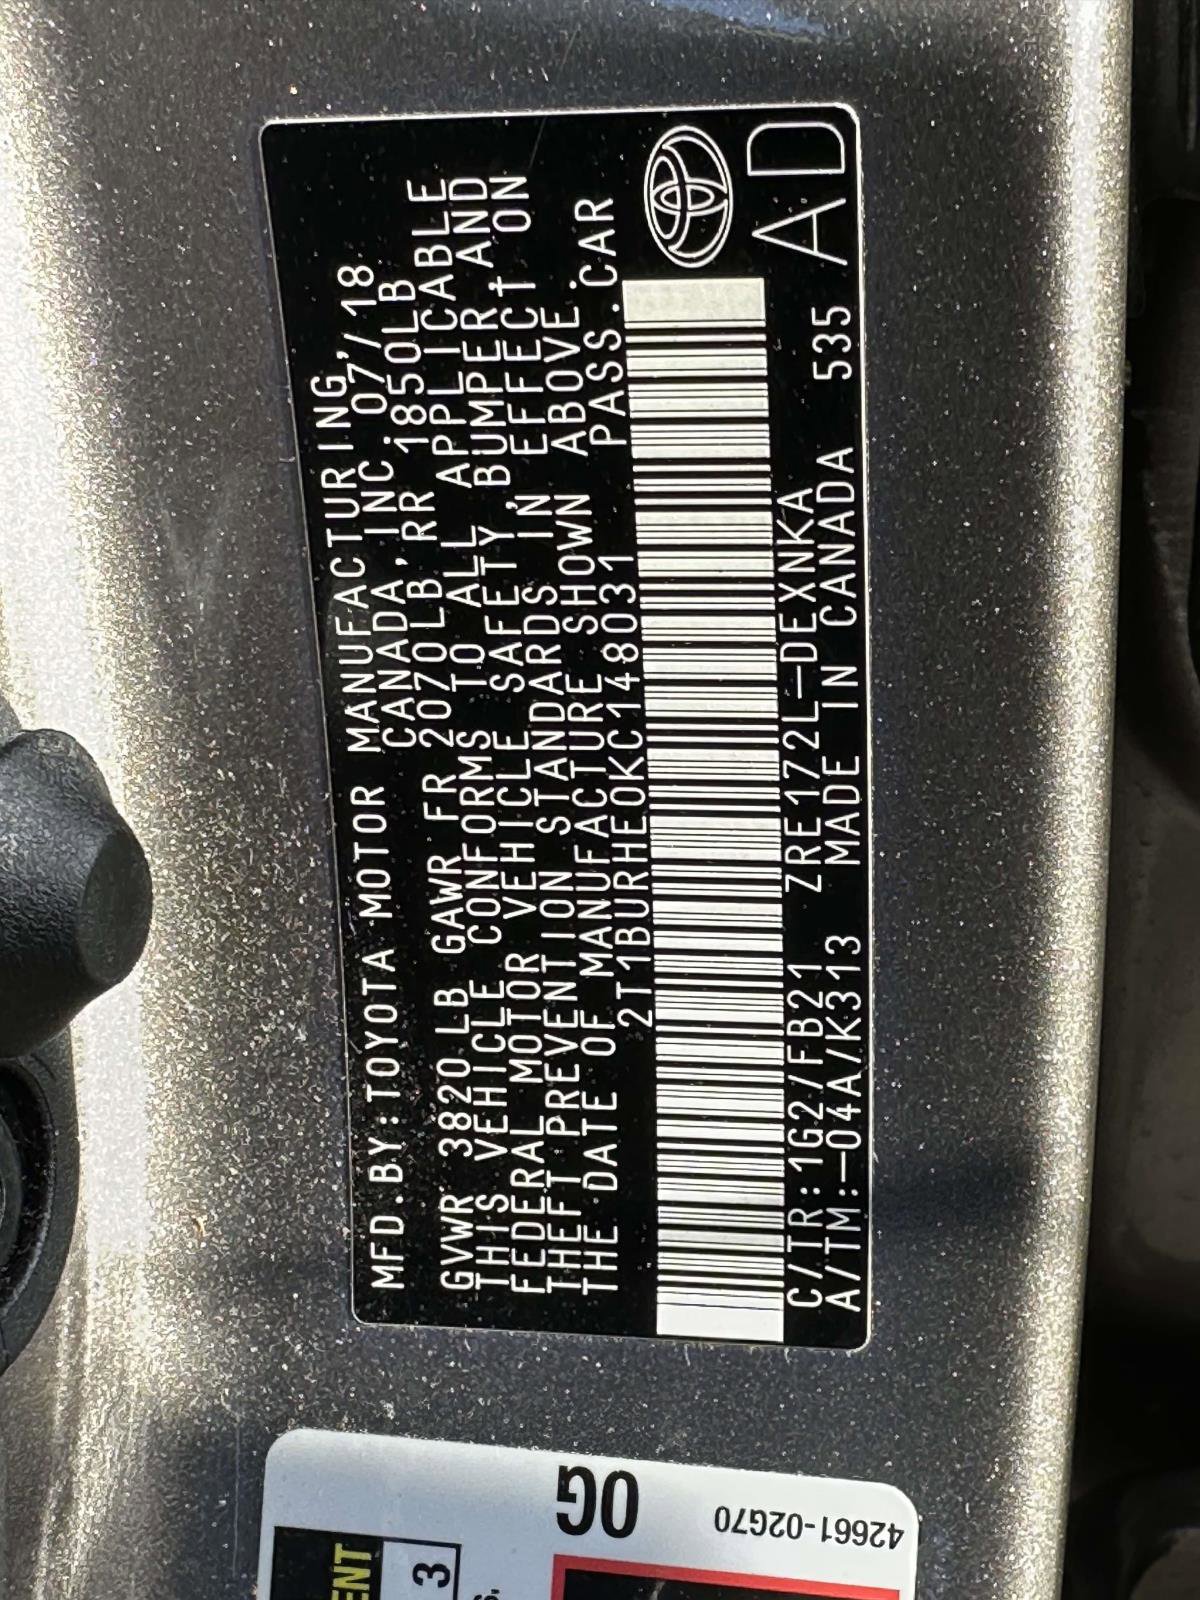 MFD.BY:TOYOTA MOTOR MANUFACTURING,
CANADA, INC. 07/18
GVWR 3820LB GAWR FR 2070LB,RR 1850LB
THIS VEHICLE CONFORMS TO ALL APPLICABLE
FEDERAL MOTOR VEHICLE SAFETY,BUMPER,AND
THEFT PREVENTION STANDARDS IN EFFECT ON
THE DATE OF MANUFACTURE SHOWN ABOVE.
2T1BURHE0KC148031 PASS.CAR
C/TR:1G2/FB21 ZRE172L-DEXNKA
A/TM:-04A/K313 MADE IN CANADA 535
AD
0G
42661-02G70
3